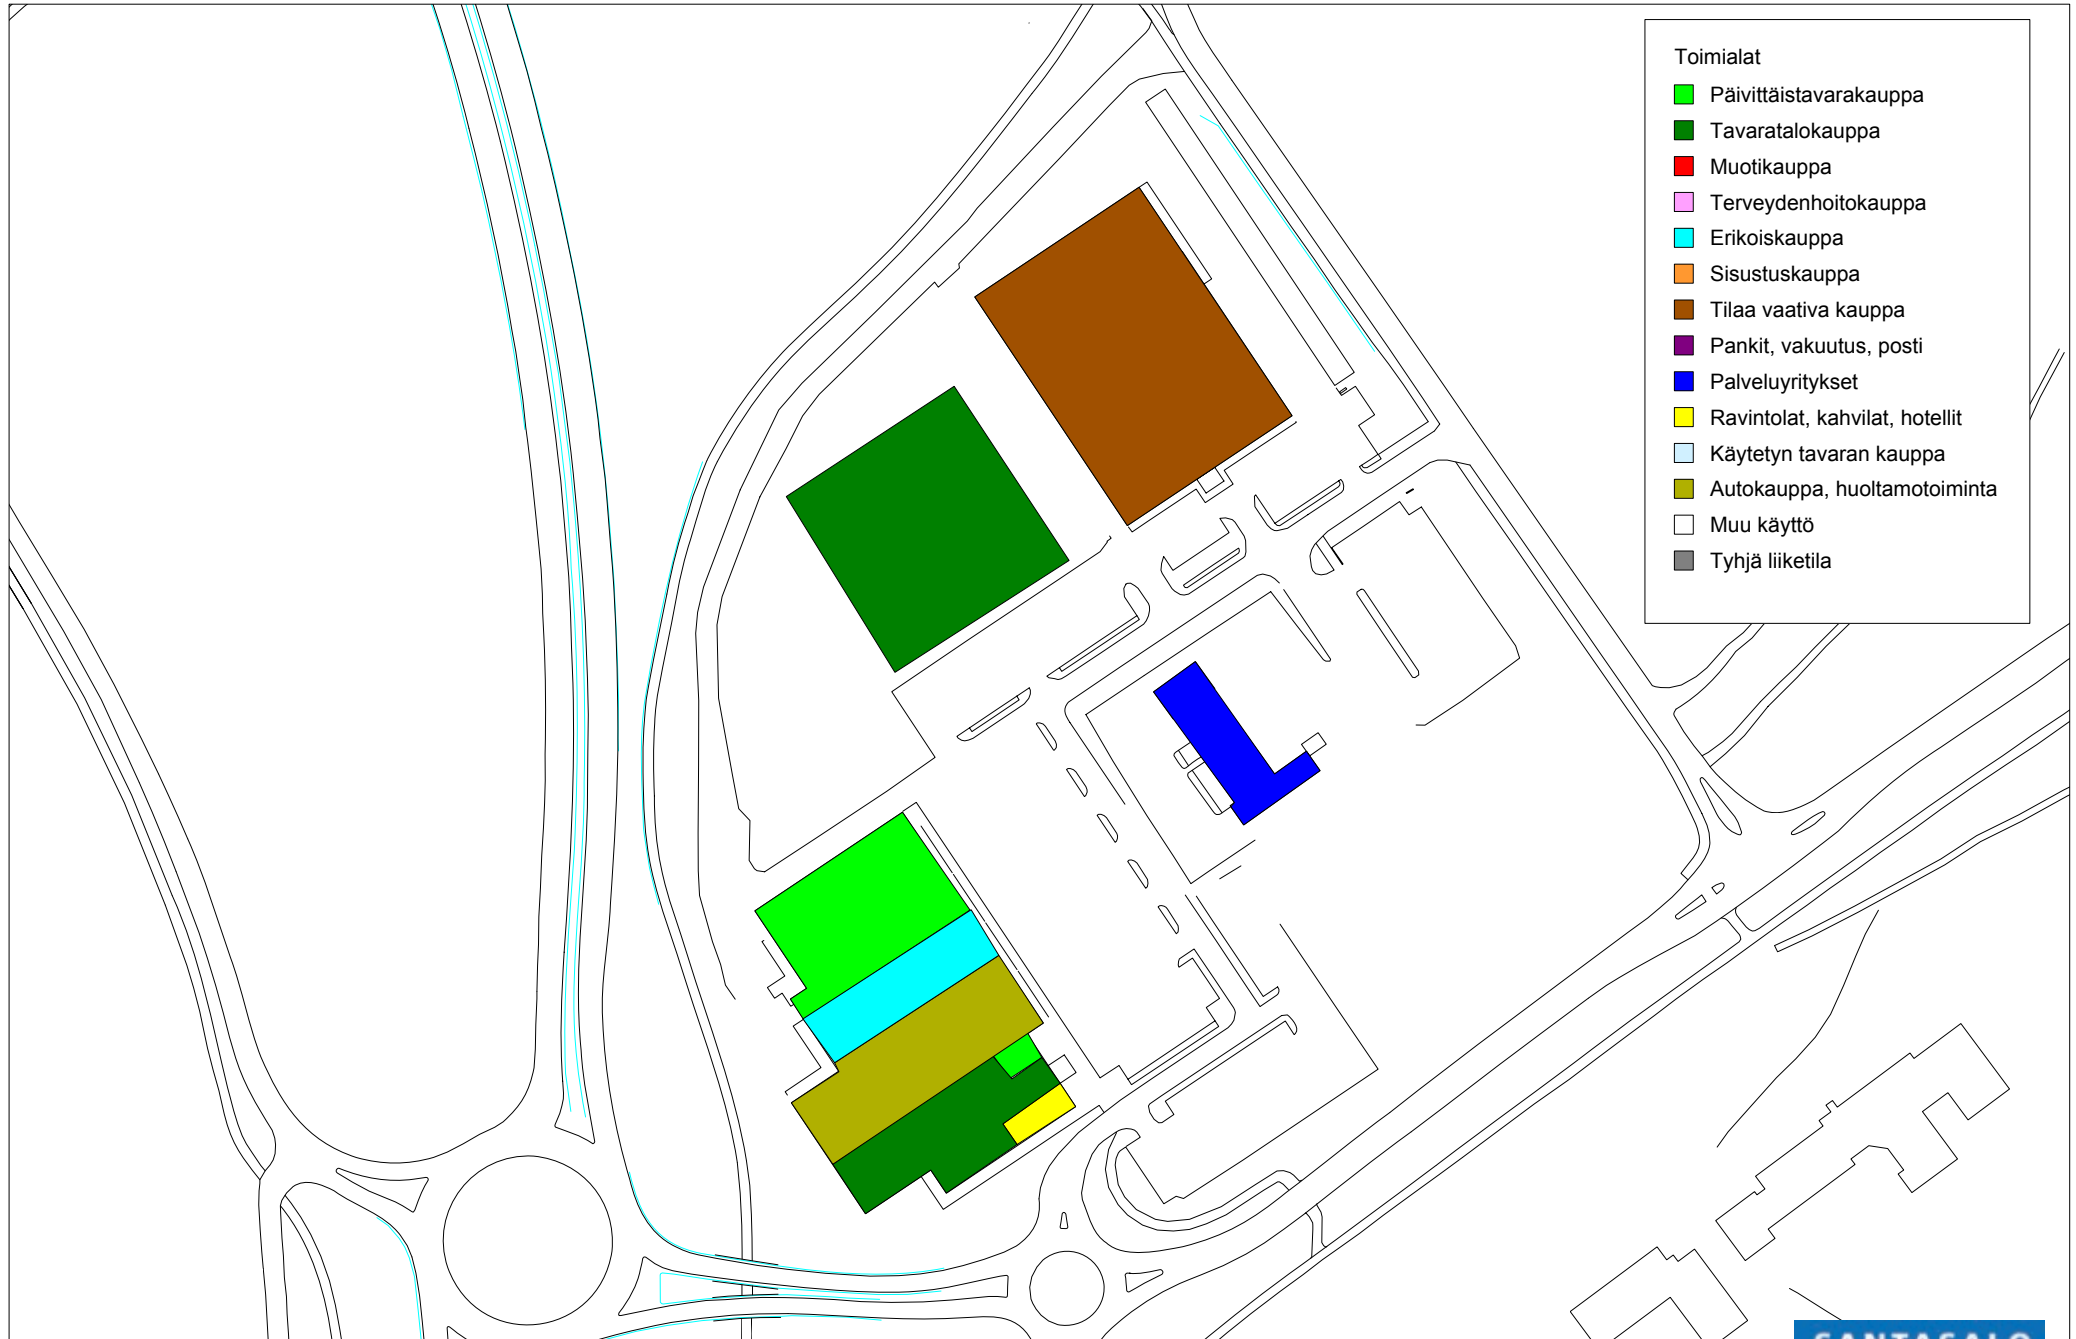 Toimialat
Päivittäistavarakauppa
Tavaratalokauppa
Muotikauppa
Terveydenhoitokauppa
Erikoiskauppa
Sisustuskauppa
Tilaa vaativa kauppa
Pankit, vakuutus, posti
Palveluyritykset
Ravintolat, kahvilat, hotellit
Käytetyn tavaran kauppa
Autokauppa, huoltamotoiminta
Muu käyttö
Tyhjä liiketila
SANTASALO